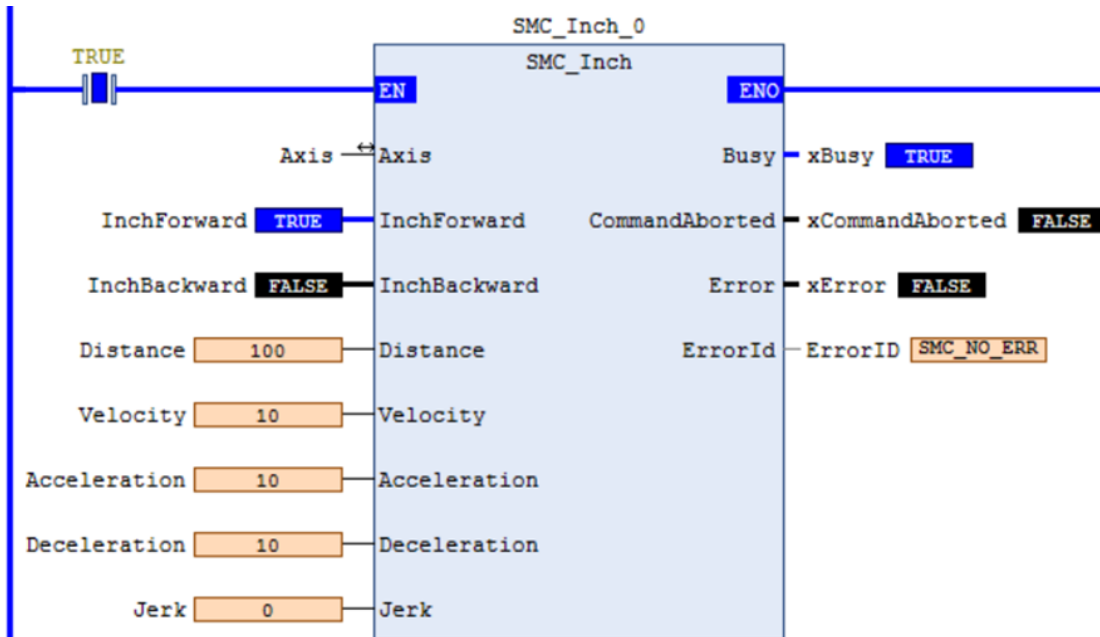 SMC_Inch_0
TRUE
SMC_Inch
EN ENO
Axis Axis Busy xBusy TRUE
InchForward TRUE InchForward CommandAborted xCommandAborted FALSE
InchBackward FALSE InchBackward Error xError FALSE
Distance 100 Distance ErrorId ErrorID SMC_NO_ERR
Velocity 10 Velocity
Acceleration 10 Acceleration
Deceleration 10 Deceleration
Jerk 0 Jerk